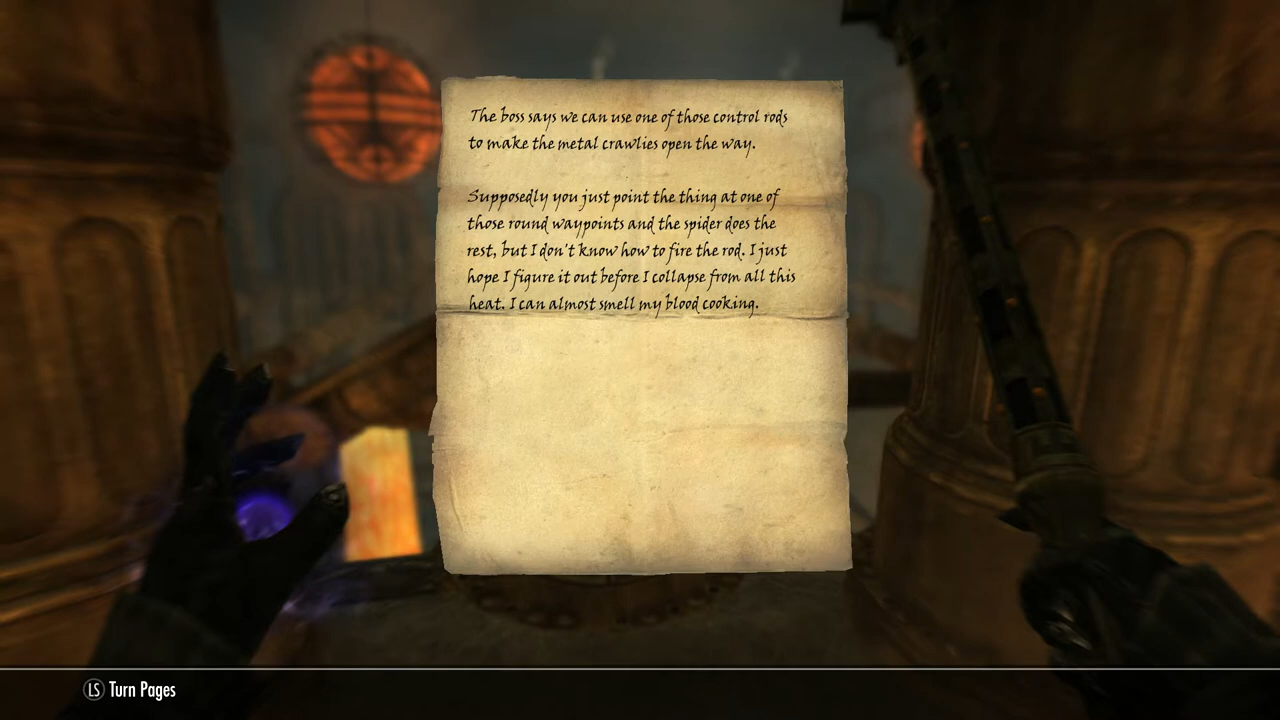 The boss says we can use one of those control rods
to make the metal crawlies open the way.
Supposedly you just point the thing at one of
those round waypoints and the spider does the
rest, but I don't know how to fire the rod. I just
hope I figure it out before I collapse from all this
heat. I can almost smell my blood cooking.
LS Turn Pages